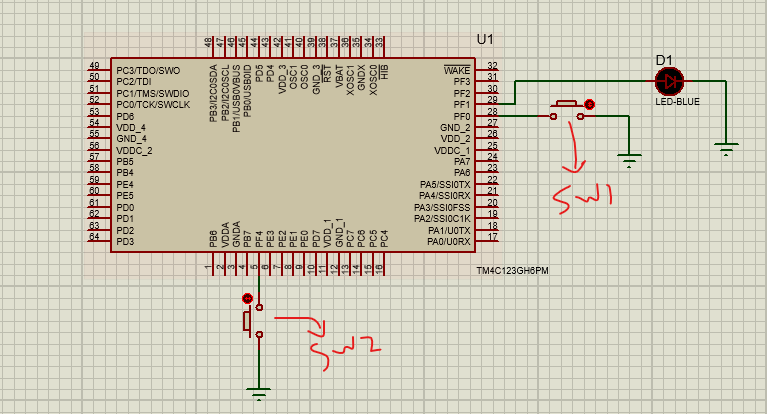 48 47 46 45 44 43 42 41 40 39 38 37 36 35 34 33
U1
PB3/I2C0SDA
PB2/I2C0SCL
PB1/USB0VBUS
PB0/USB0ID
PD5
PD4
VDD_3
OSC1
OSC0
GND_3
RST
VBAT
XOSC1
GNDX
XOSC0
HIB
49 PC3/TDO/SWO
50 PC2/TDI
51 PC1/TMS/SWDIO
52 PC0/TCK/SWCLK
53 PD6
54 VDD_4
55 GND_4
56 VDDC_2
57 PB5
58 PB4
59 PE4
60 PE5
61 PD0
62 PD1
63 PD2
64 PD3
WAKE 32
PF3 31
PF2 30
PF1 29
PF0 28
GND_2 27
VDD_2 26
VDDC_1 25
PA7 24
PA6 23
PA5/SSI0TX 22
PA4/SSI0RX 21
PA3/SSI0FSS 20
PA2/SSI0C1K 19
PA1/U0TX 18
PA0/U0RX 17
D1
LED-BLUE
SW1
PB6
VDDA
GNDA
PB7
PF4
PE3
PE2
PE1
PE0
PD7
VDD_1
GND_1
PC7
PC6
PC5
PC4
1 2 3 4 5 6 7 8 9 10 11 12 13 14 15 16
TM4C123GH6PM
SW2